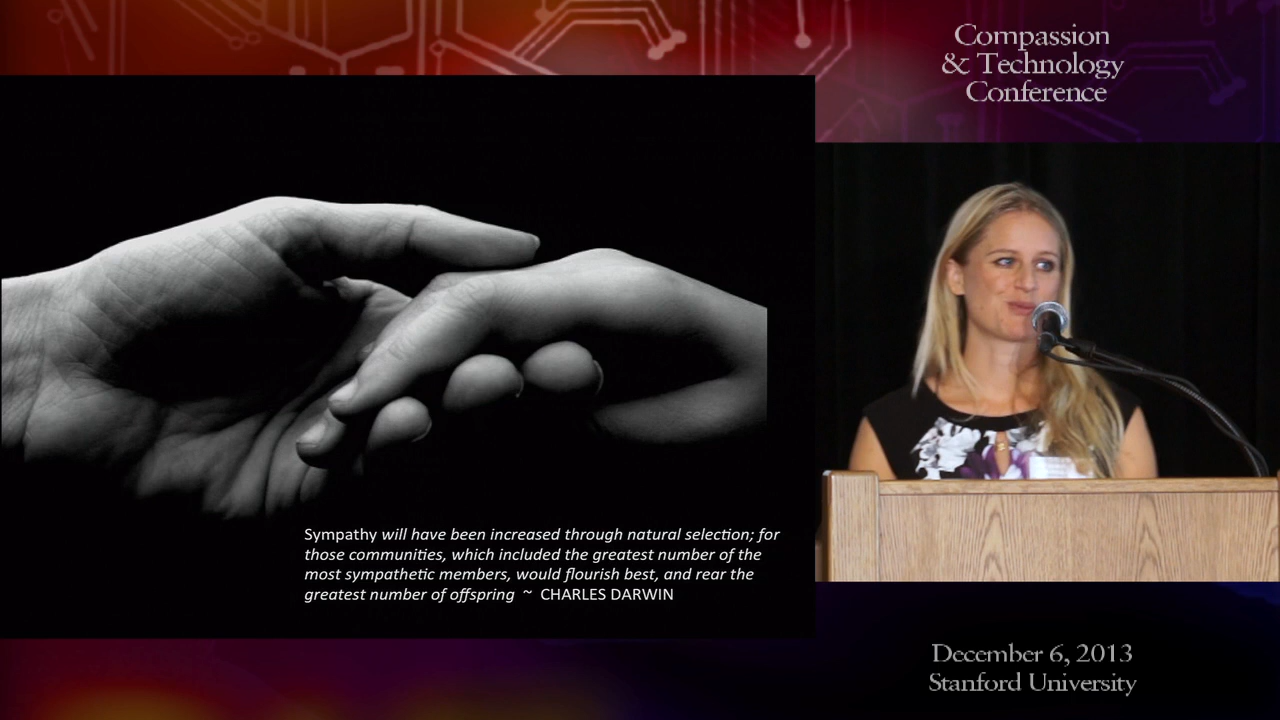 Compassion
& Technology
Conference
Sympathy will have been increased through natural selection; for
those communities, which included the greatest number of the
most sympathetic members, would flourish best, and rear the
greatest number of offspring ~ CHARLES DARWIN
December 6, 2013
Stanford University